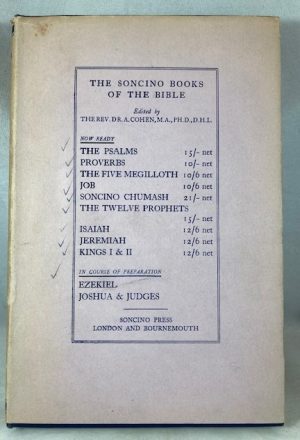 THE SONCINO BOOKS
OF THE BIBLE
Edited by
THE REV. DR. A. COHEN, M.A., PH.D., D.H.L.
NOW READY
THE PSALMS 15/- net
PROVERBS 10/- net
THE FIVE MEGILLOTH 10/6 net
JOB 10/6 net
SONCINO CHUMASH 21/- net
THE TWELVE PROPHETS
15/- net
ISAIAH 12/6 net
JEREMIAH 12/6 net
KINGS I & II 12/6 net
IN COURSE OF PREPARATION
EZEKIEL
JOSHUA & JUDGES
SONCINO PRESS
LONDON AND BOURNEMOUTH